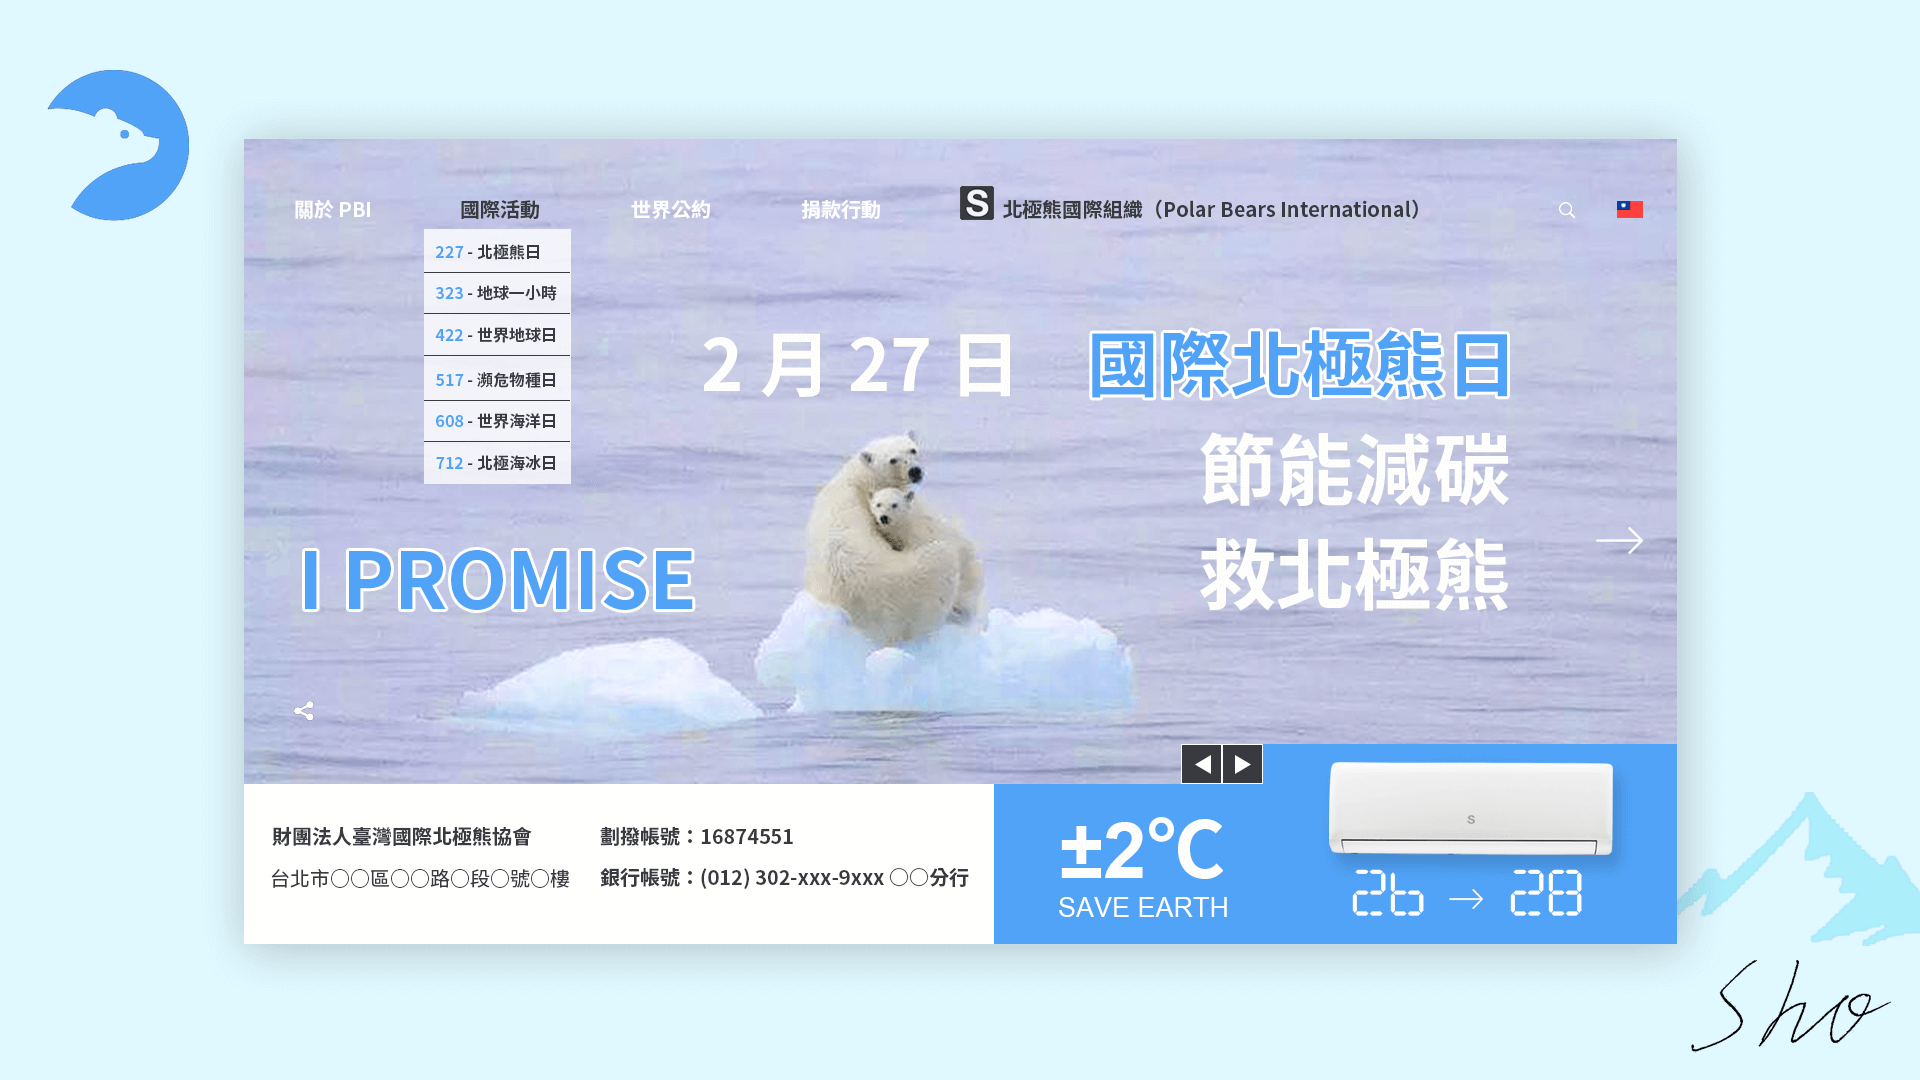 關於 PBI
國際活動
世界公約
捐款行動
S 北極熊國際組織（Polar Bears International）
227 - 北極熊日
323 - 地球一小時
422 - 世界地球日
517 - 瀕危物種日
608 - 世界海洋日
712 - 北極海冰日
2 月 27 日 國際北極熊日
節能減碳
救北極熊
I PROMISE
財團法人臺灣國際北極熊協會
台北市〇〇區〇〇路〇段〇號〇樓
劃撥帳號：16874551
銀行帳號：(012) 302-xxx-9xxx 〇〇分行
±2°C
SAVE EARTH
S
26 → 28
Sho